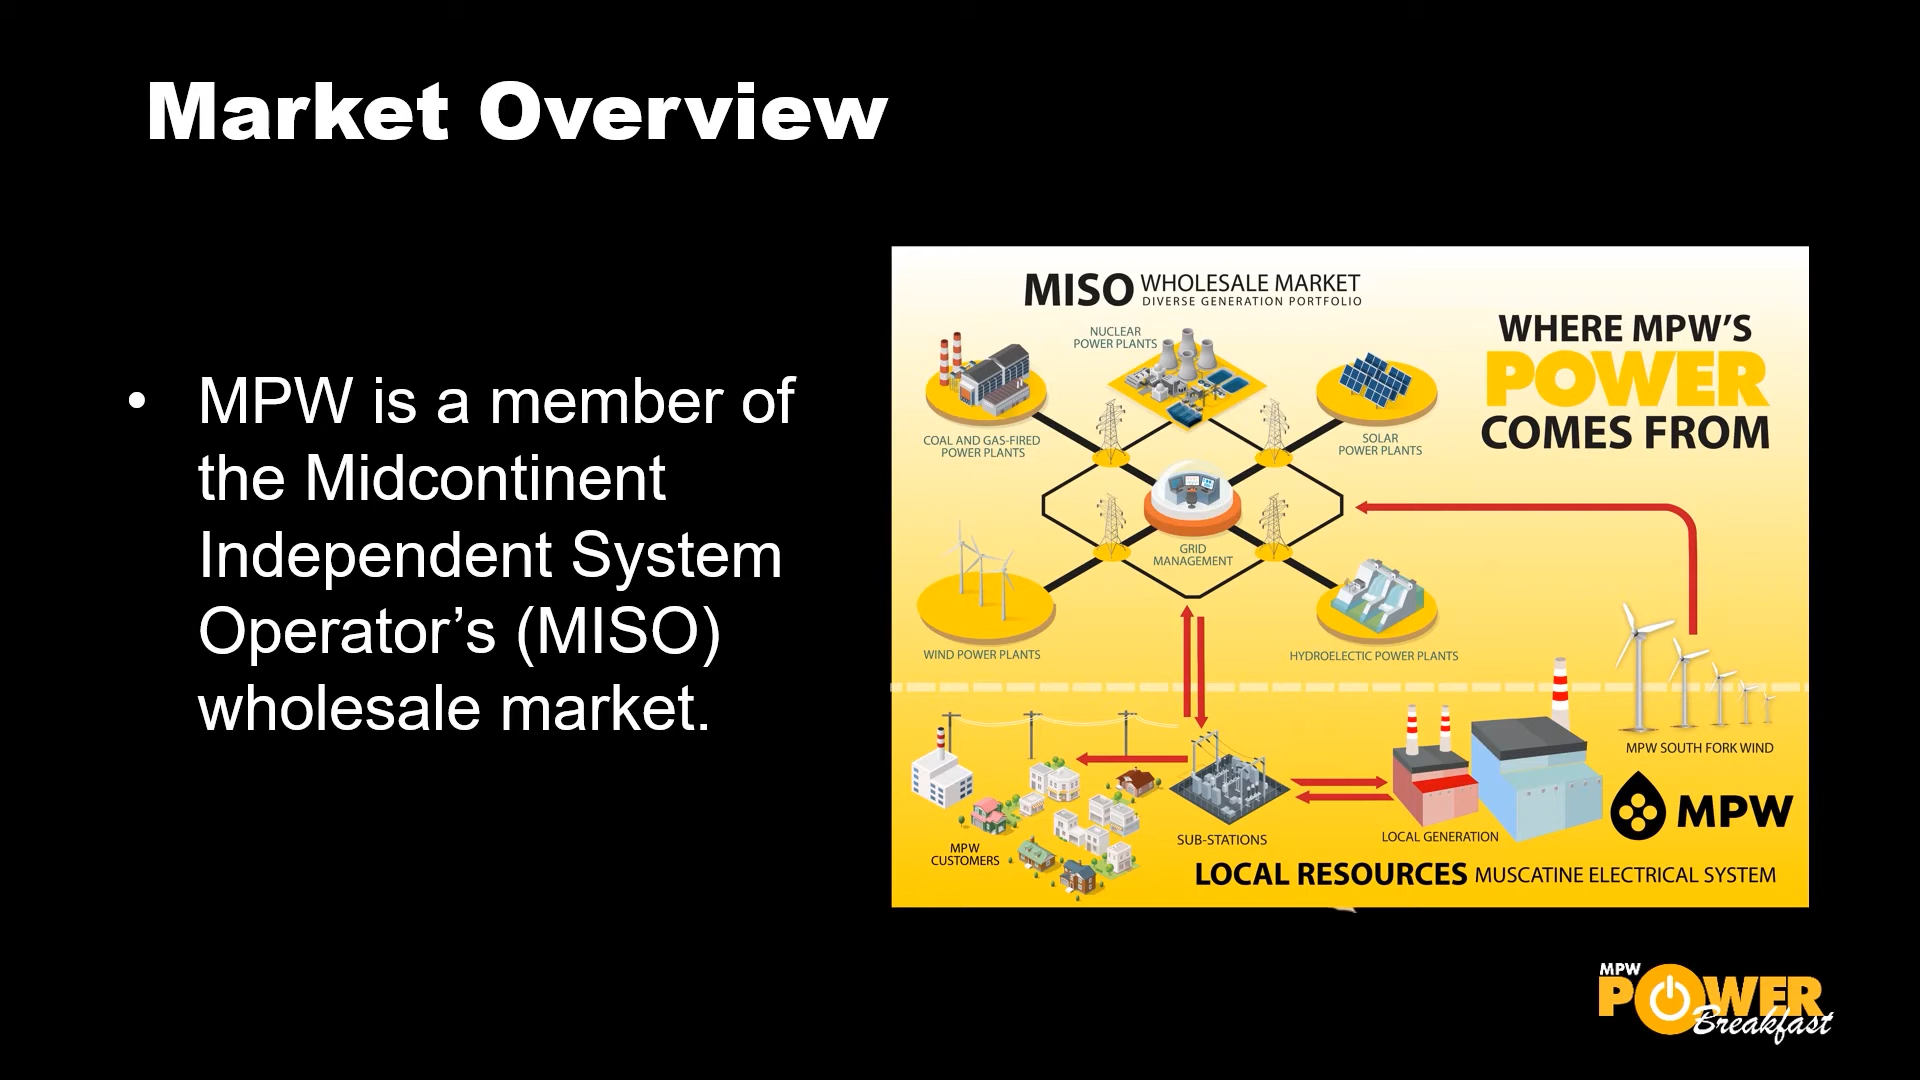 Market Overview
• MPW is a member of
the Midcontinent
Independent System
Operator’s (MISO)
wholesale market.
MISO WHOLESALE MARKET
DIVERSE GENERATION PORTFOLIO
WHERE MPW’S
POWER
COMES FROM
NUCLEAR
POWER PLANTS
COAL AND GAS-FIRED
POWER PLANTS
SOLAR
POWER PLANTS
GRID
MANAGEMENT
WIND POWER PLANTS
HYDROELECTIC POWER PLANTS
MPW SOUTH FORK WIND
MPW
CUSTOMERS
SUB-STATIONS
LOCAL GENERATION
MPW
LOCAL RESOURCES MUSCATINE ELECTRICAL SYSTEM
MPW
POWER
Breakfast